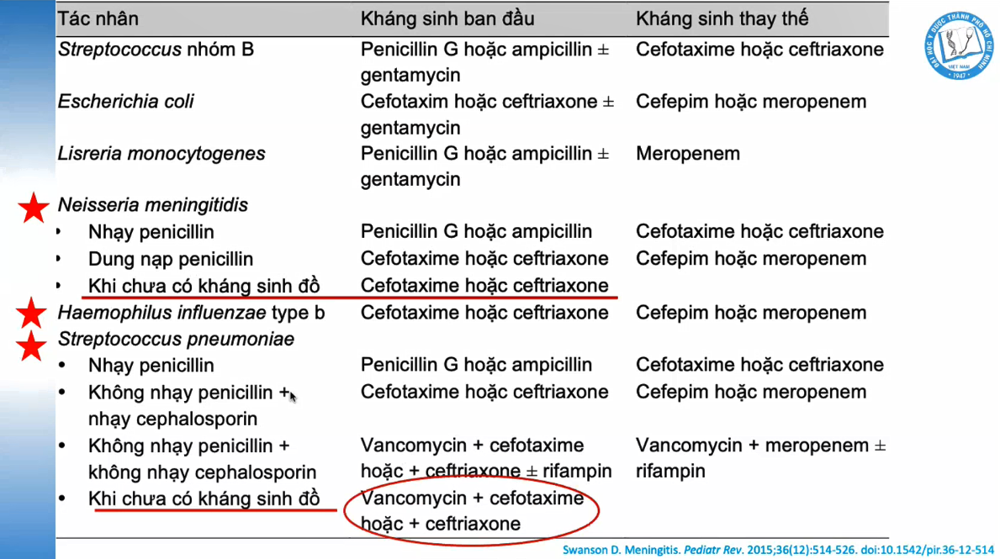 Tác nhân Kháng sinh ban đầu Kháng sinh thay thế
Streptococcus nhóm B Penicillin G hoặc ampicillin ± Cefotaxime hoặc ceftriaxone
gentamycin
Escherichia coli Cefotaxim hoặc ceftriaxone ± Cefepim hoặc meropenem
gentamycin
Lisreria monocytogenes Penicillin G hoặc ampicillin ± Meropenem
gentamycin
Neisseria meningitidis
• Nhạy penicillin Penicillin G hoặc ampicillin Cefotaxime hoặc ceftriaxone
• Dung nạp penicillin Cefotaxime hoặc ceftriaxone Cefepim hoặc meropenem
• Khi chưa có kháng sinh đồ Cefotaxime hoặc ceftriaxone
Haemophilus influenzae type b Cefotaxime hoặc ceftriaxone Cefepim hoặc meropenem
Streptococcus pneumoniae
• Nhạy penicillin Penicillin G hoặc ampicillin Cefotaxime hoặc ceftriaxone
• Không nhạy penicillin + Cefotaxime hoặc ceftriaxone Cefepim hoặc meropenem
nhạy cephalosporin
• Không nhạy penicillin + Vancomycin + cefotaxime Vancomycin + meropenem ±
không nhạy cephalosporin hoặc + ceftriaxone ± rifampin rifampin
• Khi chưa có kháng sinh đồ Vancomycin + cefotaxime
hoặc + ceftriaxone
Swanson D. Meningitis. Pediatr Rev. 2015;36(12):514-526. doi:10.1542/pir.36-12-514
ĐẠI HỌC Y DƯỢC THÀNH PHỐ HỒ CHÍ MINH
VIỆT NAM
1947